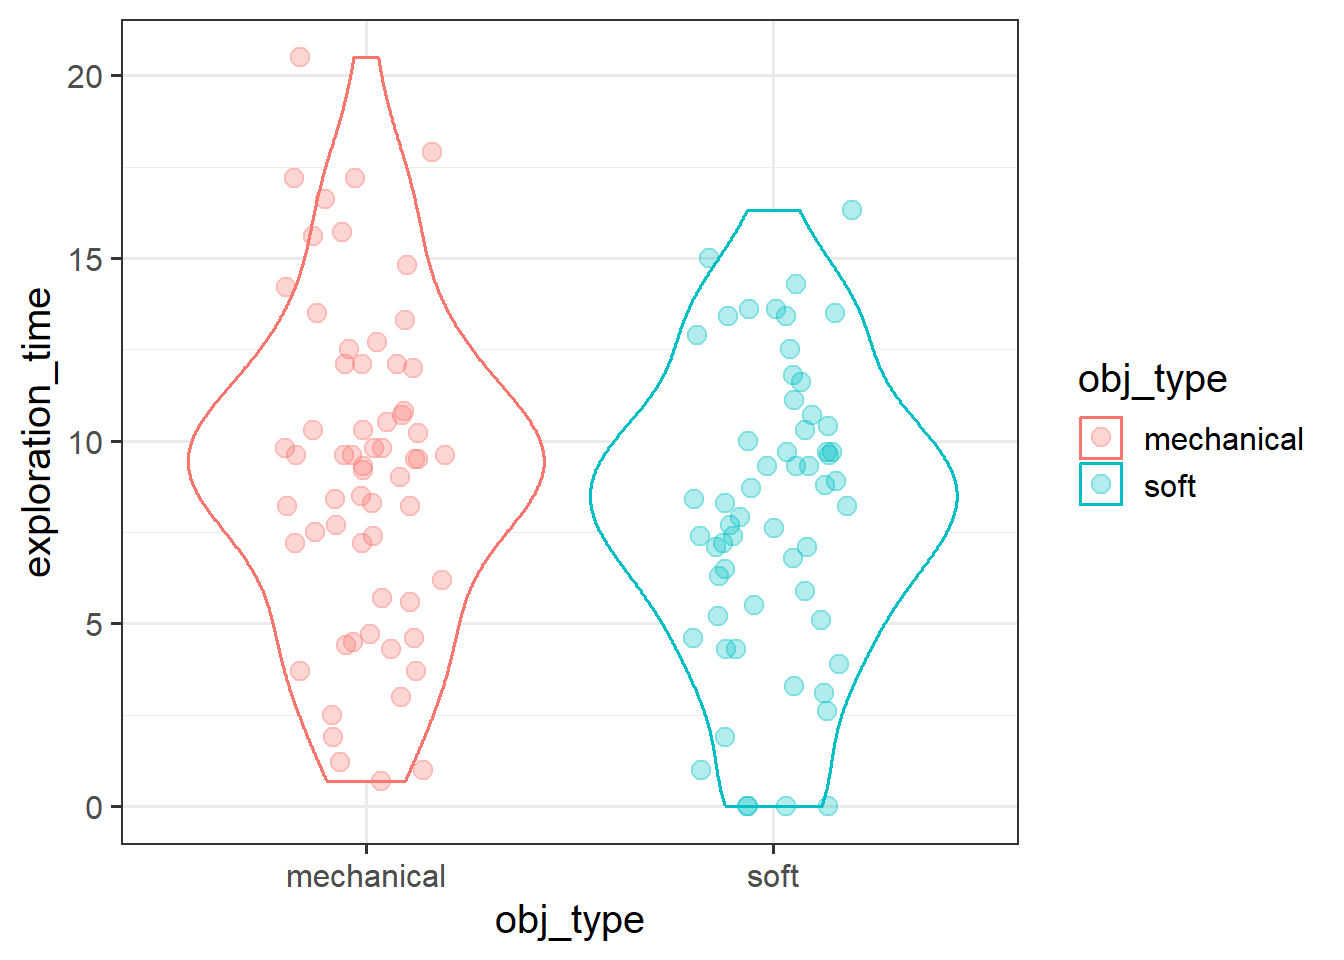 20
15
10
5
0
exploration_time
mechanical
soft
obj_type
obj_type
mechanical
soft